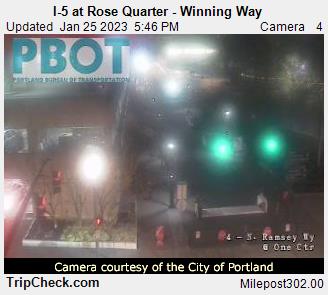 I-5 at Rose Quarter - Winning Way
Updated Jan 25 2023 5:46 PM Camera 4
PBOT
PORTLAND BUREAU OF TRANSPORTATION
4 - N. Ramsey Wy
@ One Ctr
Camera courtesy of the City of Portland
TripCheck.com Milepost302.00